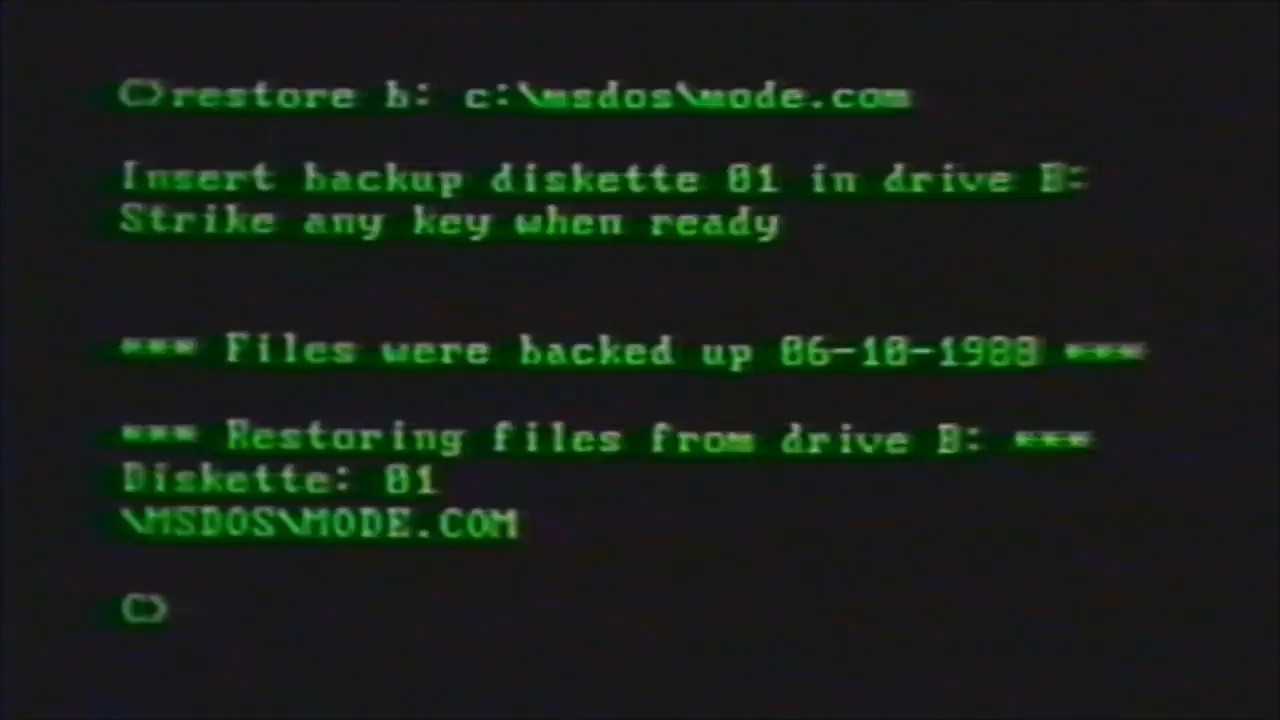 C>restore b: c:\msdos\mode.com
Insert backup diskette 01 in drive B:
Strike any key when ready
*** Files were backed up 06-10-1988 ***
*** Restoring files from drive B: ***
Diskette: 01
\MSDOS\MODE.COM
C>